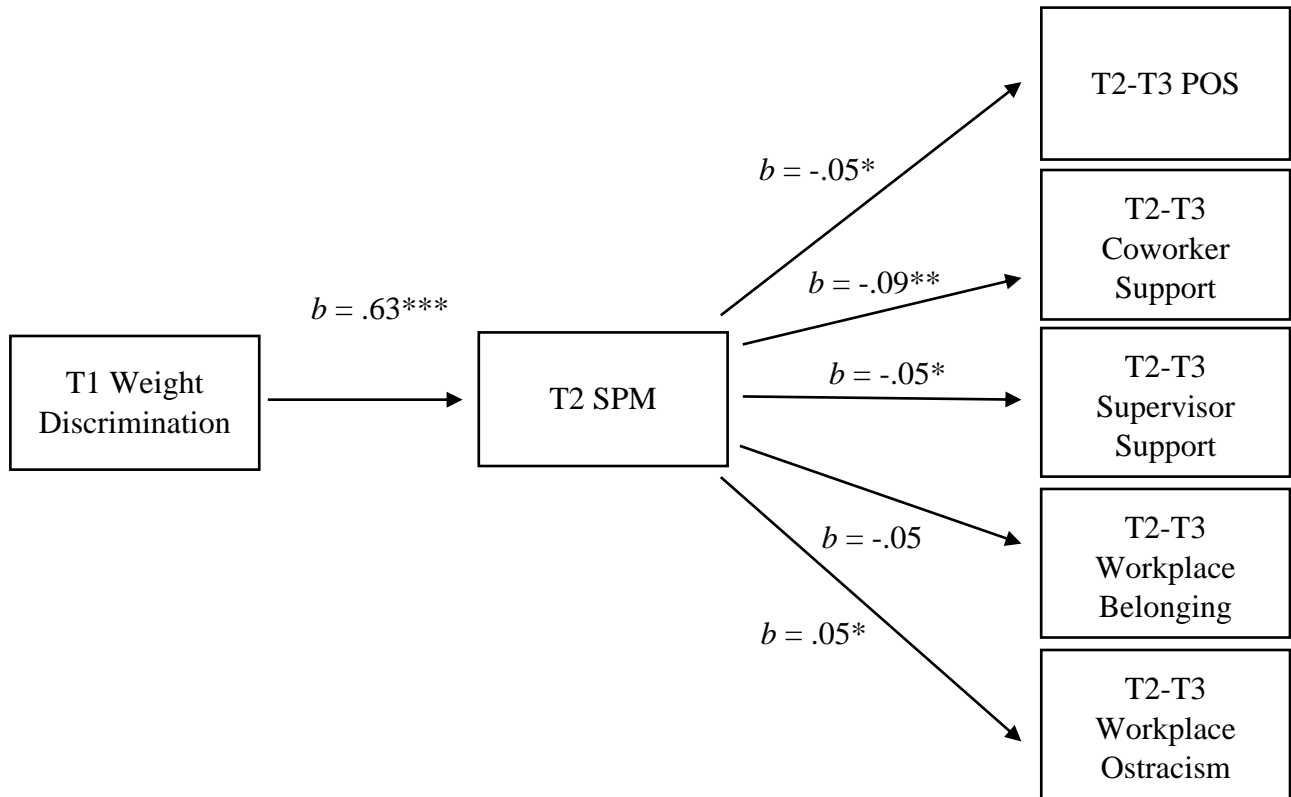 T2-T3 POS
b = -.05*
T2-T3
Coworker
Support
b = -.09**
b = .63***
T1 Weight
Discrimination
T2 SPM
b = -.05*
T2-T3
Supervisor
Support
b = -.05
T2-T3
Workplace
Belonging
b = .05*
T2-T3
Workplace
Ostracism